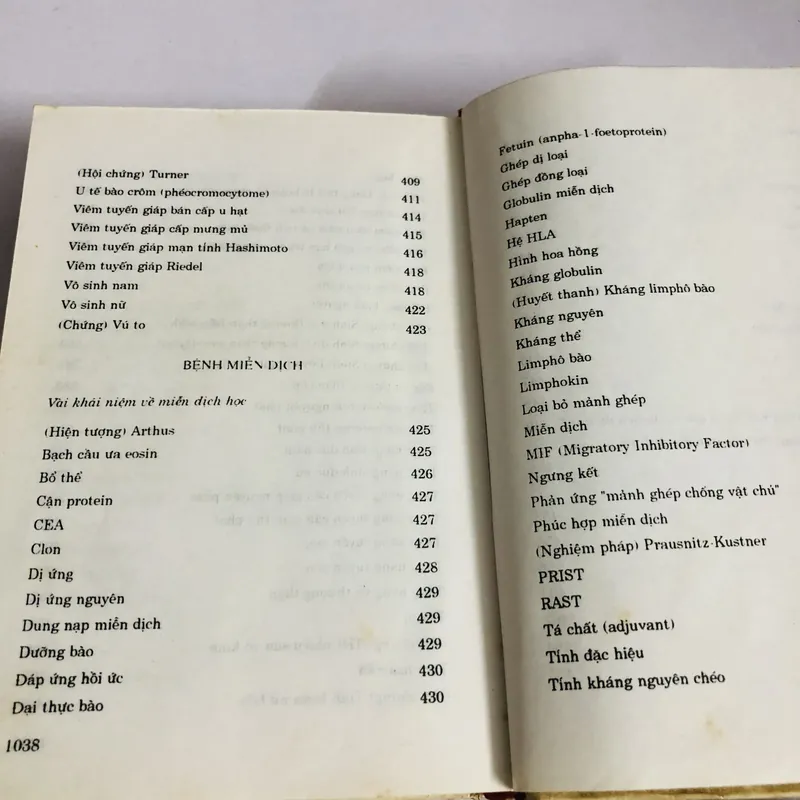 (Hội chứng) Turner 409
U tế bào crôm (phéocromocytome) 411
Viêm tuyến giáp bán cấp u hạt 414
Viêm tuyến giáp cấp mưng mủ 415
Viêm tuyến giáp mạn tính Hashimoto 416
Viêm tuyến giáp Riedel 418
Vô sinh nam 418
Vô sinh nữ 422
(Chứng) Vú to 423
BỆNH MIỄN DỊCH
Vài khái niệm về miễn dịch học
(Hiện tượng) Arthus 425
Bạch cầu ưa eosin 425
Bổ thể 426
Cận protein 427
CEA 427
Clon 427
Dị ứng 428
Dị ứng nguyên 429
Dung nạp miễn dịch 429
Dưỡng bào 429
Đáp ứng hồi ức 430
Đại thực bào 430
1038
Fetuin (anpha-1-foetoprotein)
Ghép dị loại
Ghép đồng loại
Globulin miễn dịch
Hapten
Hệ HLA
Hình hoa hồng
Kháng globulin
(Huyết thanh) Kháng limphô bào
Kháng nguyên
Kháng thể
Limphô bào
Limphokin
Loại bỏ mảnh ghép
Miễn dịch
MIF (Migratory Inhibitory Factor)
Ngưng kết
Phản ứng "mảnh ghép chống vật chủ"
Phúc hợp miễn dịch
(Nghiệm pháp) Prausnitz-Kustner
PRIST
RAST
Tá chất (adjuvant)
Tính đặc hiệu
Tính kháng nguyên chéo